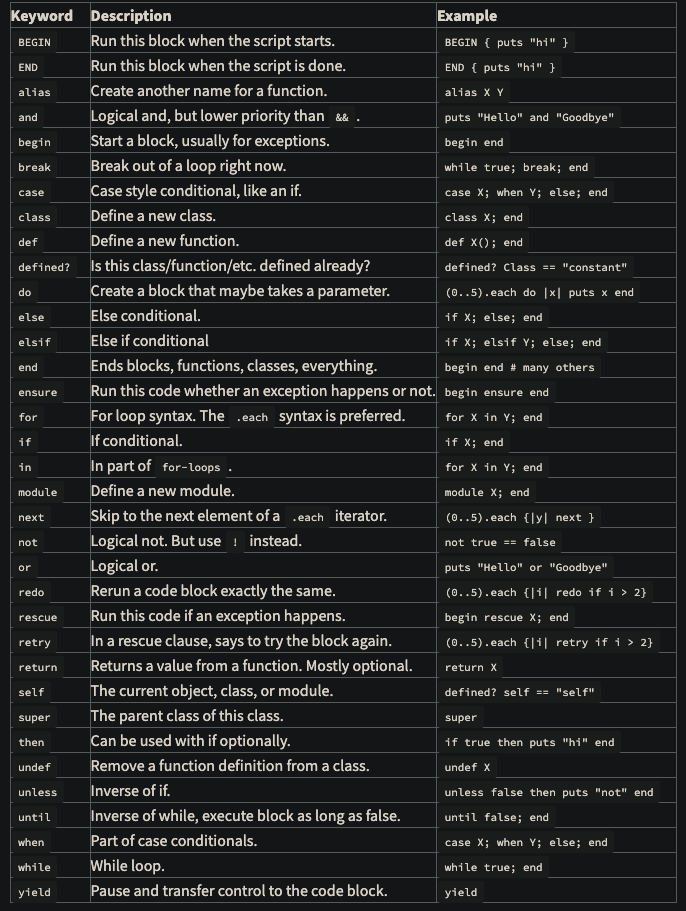 Keyword Description Example
BEGIN Run this block when the script starts. BEGIN { puts "hi" }
END Run this block when the script is done. END { puts "hi" }
alias Create another name for a function. alias X Y
and Logical and, but lower priority than && . puts "Hello" and "Goodbye"
begin Start a block, usually for exceptions. begin end
break Break out of a loop right now. while true; break; end
case Case style conditional, like an if. case X; when Y; else; end
class Define a new class. class X; end
def Define a new function. def X(); end
defined? Is this class/function/etc. defined already? defined? Class == "constant"
do Create a block that maybe takes a parameter. (0..5).each do |x| puts x end
else Else conditional. if X; else; end
elsif Else if conditional if X; elsif Y; else; end
end Ends blocks, functions, classes, everything. begin end # many others
ensure Run this code whether an exception happens or not. begin ensure end
for For loop syntax. The .each syntax is preferred. for X in Y; end
if If conditional. if X; end
in In part of for-loops . for X in Y; end
module Define a new module. module X; end
next Skip to the next element of a .each iterator. (0..5).each {|y| next }
not Logical not. But use ! instead. not true == false
or Logical or. puts "Hello" or "Goodbye"
redo Rerun a code block exactly the same. (0..5).each {|i| redo if i > 2}
rescue Run this code if an exception happens. begin rescue X; end
retry In a rescue clause, says to try the block again. (0..5).each {|i| retry if i > 2}
return Returns a value from a function. Mostly optional. return X
self The current object, class, or module. defined? self == "self"
super The parent class of this class. super
then Can be used with if optionally. if true then puts "hi" end
undef Remove a function definition from a class. undef X
unless Inverse of if. unless false then puts "not" end
until Inverse of while, execute block as long as false. until false; end
when Part of case conditionals. case X; when Y; else; end
while While loop. while true; end
yield Pause and transfer control to the code block. yield